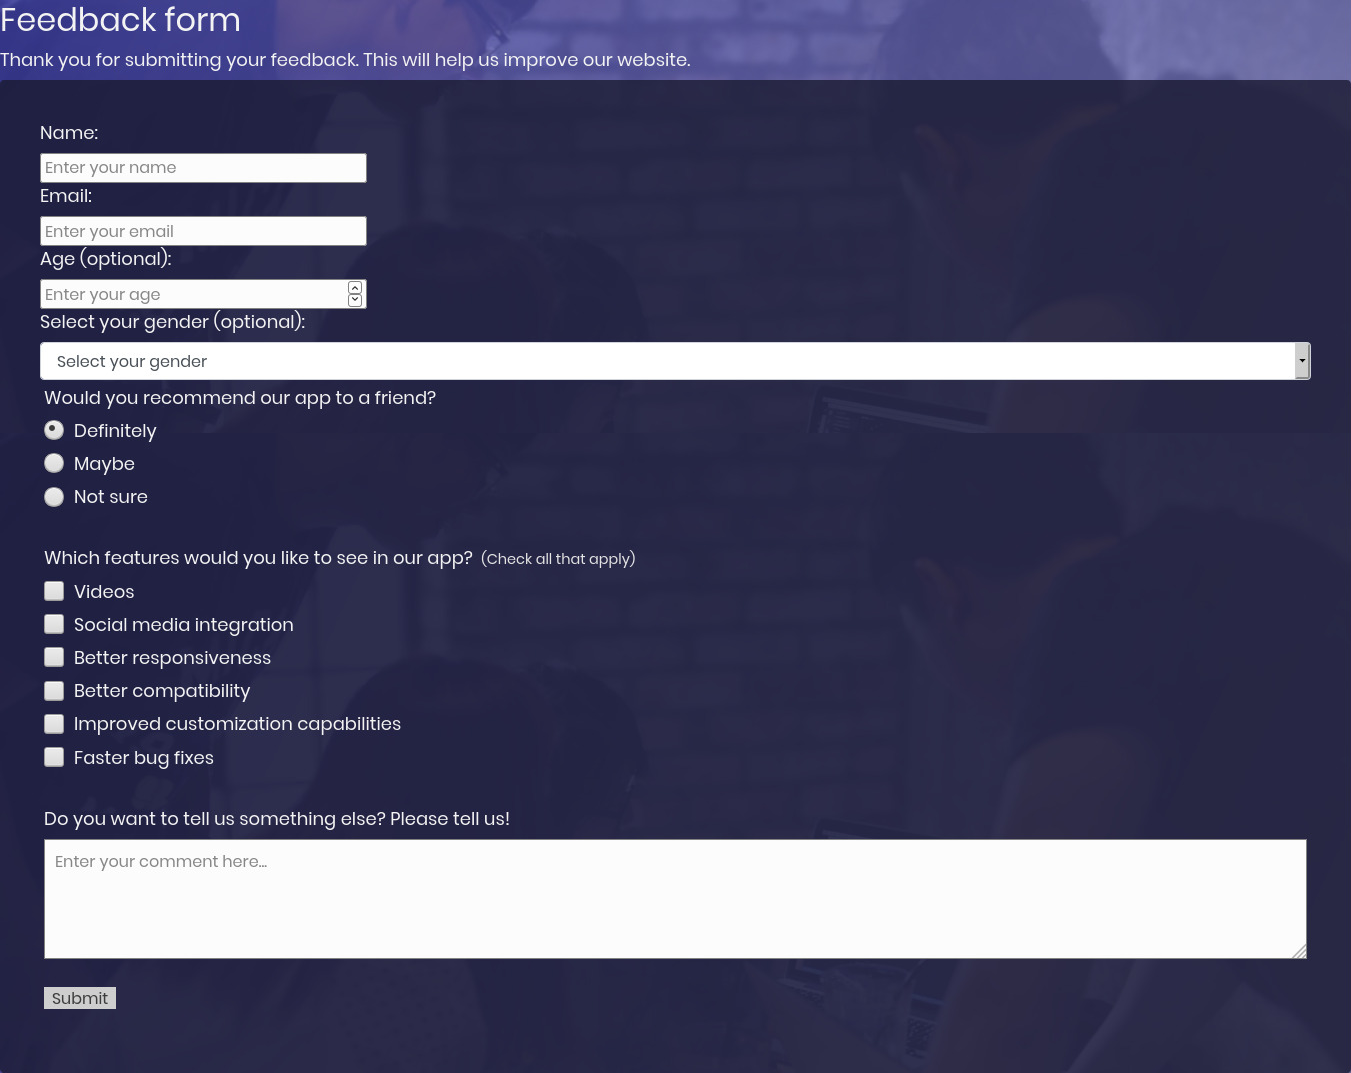 Feedback form
Thank you for submitting your feedback. This will help us improve our website.
Name:
Enter your name
Email:
Enter your email
Age (optional):
Enter your age
Select your gender (optional):
Select your gender
Would you recommend our app to a friend?
Definitely
Maybe
Not sure
Which features would you like to see in our app? (Check all that apply)
Videos
Social media integration
Better responsiveness
Better compatibility
Improved customization capabilities
Faster bug fixes
Do you want to tell us something else? Please tell us!
Enter your comment here...
Submit